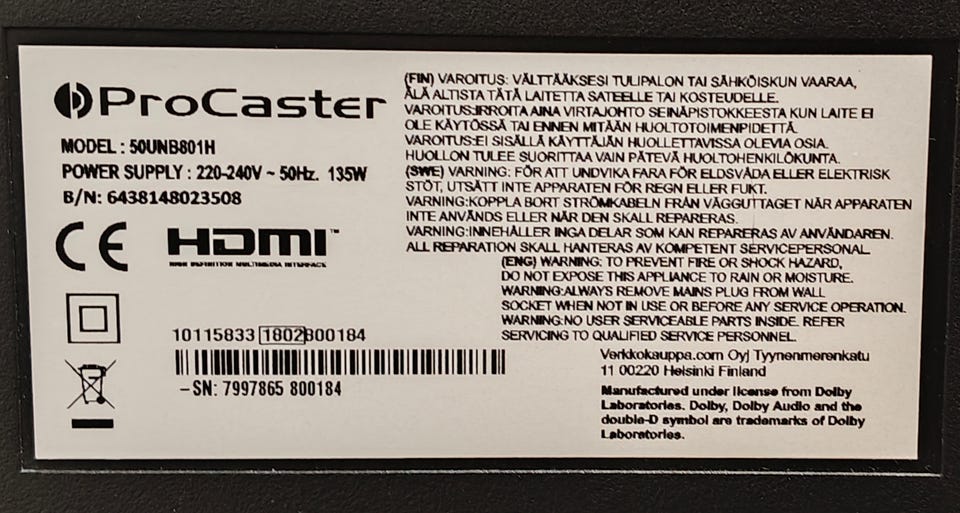 ProCaster
MODEL : 50UNB801H
POWER SUPPLY : 220-240V ~ 50Hz. 135W
B/N: 6438148023508
CE HDMI™
HIGH DEFINITION MULTIMEDIA INTERFACE
10115833 1802B00184
-SN: 7997865 800184
(FIN) VAROITUS: VÄLTTÄÄKSESI TULIPALON TAI SÄHKÖISKUN VAARAA,
ÄLÄ ALTISTA TÄTÄ LAITETTA SATEELLE TAI KOSTEUDELLE.
VAROITUS:IRROITA AINA VIRTAJOHTO SEINÄPISTOKKEESTA KUN LAITE EI
OLE KÄYTÖSSÄ TAI ENNEN MITÄÄN HUOLTOTOIMENPIDETTÄ.
VAROITUS:EI SISÄLLÄ KÄYTTÄJÄN HUOLLETTAVISSA OLEVIA OSIA.
HUOLLON TULEE SUORITTAA VAIN PÄTEVÄ HUOLTOHENKILÖKUNTA.
(SWE) VARNING: FÖR ATT UNDVIKA FARA FÖR ELDSVÅDA ELLER ELEKTRISK
STÖT, UTSÄTT INTE APPARATEN FÖR REGN ELLER FUKT.
VARNING:KOPPLA BORT STRÖMKABELN FRÅN VÄGGUTTAGET NÄR APPARATEN
INTE ANVÄNDS ELLER NÄR DEN SKALL REPARERAS.
VARNING:INNEHÅLLER INGA DELAR SOM KAN REPARERAS AV ANVÄNDAREN.
ALL REPARATION SKALL HANTERAS AV KOMPETENT SERVICEPERSONAL
(ENG) WARNING: TO PREVENT FIRE OR SHOCK HAZARD,
DO NOT EXPOSE THIS APPLIANCE TO RAIN OR MOISTURE.
WARNING:ALWAYS REMOVE MAINS PLUG FROM WALL
SOCKET WHEN NOT IN USE OR BEFORE ANY SERVICE OPERATION.
WARNING:NO USER SERVICEABLE PARTS INSIDE. REFER
SERVICING TO QUALIFIED SERVICE PERSONNEL.
Verkkokauppa.com Oyj Tyynenmerenkatu
11 00220 Helsinki Finland
Manufactured under license from Dolby
Laboratories. Dolby, Dolby Audio and the
double-D symbol are trademarks of Dolby
Laboratories.